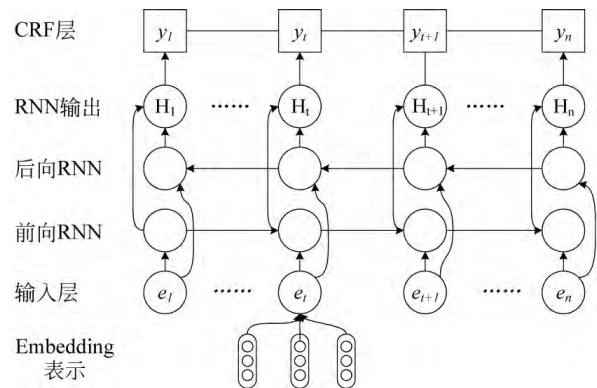 CRF层 y₁ yₜ yₜ₊₁ yₙ
RNN输出 H₁ ······ Hₜ Hₜ₊₁ ······ Hₙ
后向RNN
前向RNN
输入层 e₁ ······ eₜ eₜ₊₁ ······ eₙ
Embedding
表示